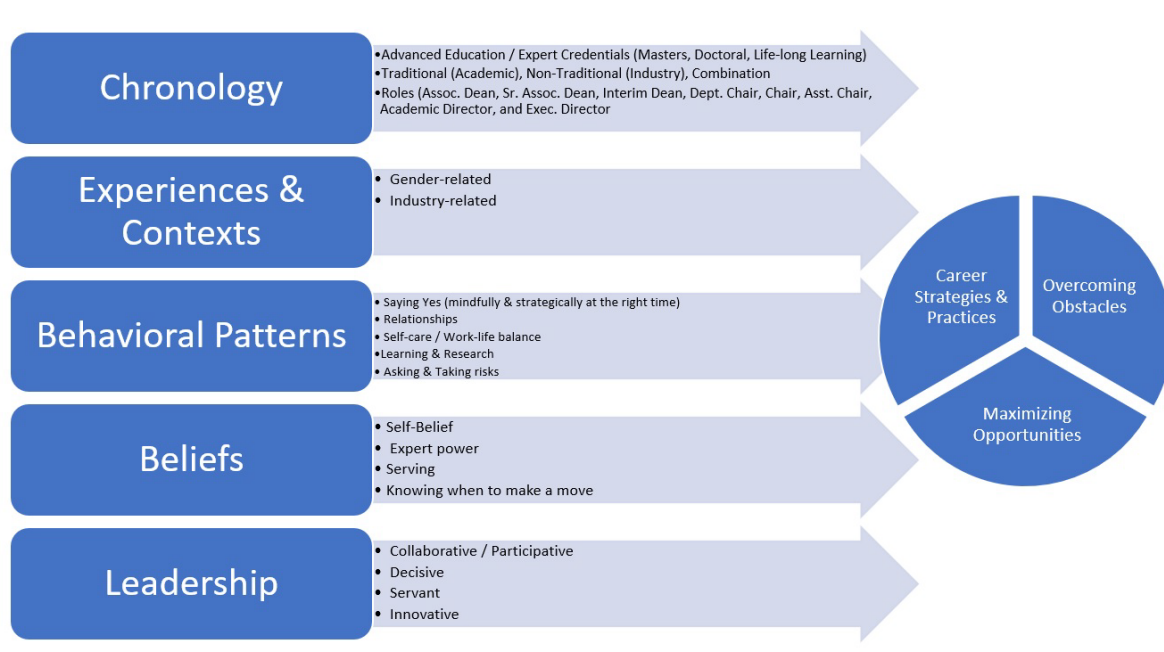 Chronology
•Advanced Education / Expert Credentials (Masters, Doctoral, Life-long Learning)
•Traditional (Academic), Non-Traditional (Industry), Combination
•Roles (Assoc. Dean, Sr. Assoc. Dean, Interim Dean, Dept. Chair, Chair, Asst. Chair,
Academic Director, and Exec. Director
Experiences &
Contexts
• Gender-related
• Industry-related
Behavioral Patterns
• Saying Yes (mindfully & strategically at the right time)
• Relationships
• Self-care / Work-life balance
•Learning & Research
• Asking & Taking risks
Beliefs
• Self-Belief
• Expert power
• Serving
• Knowing when to make a move
Leadership
• Collaborative / Participative
• Decisive
• Servant
• Innovative
Career
Strategies &
Practices
Overcoming
Obstacles
Maximizing
Opportunities